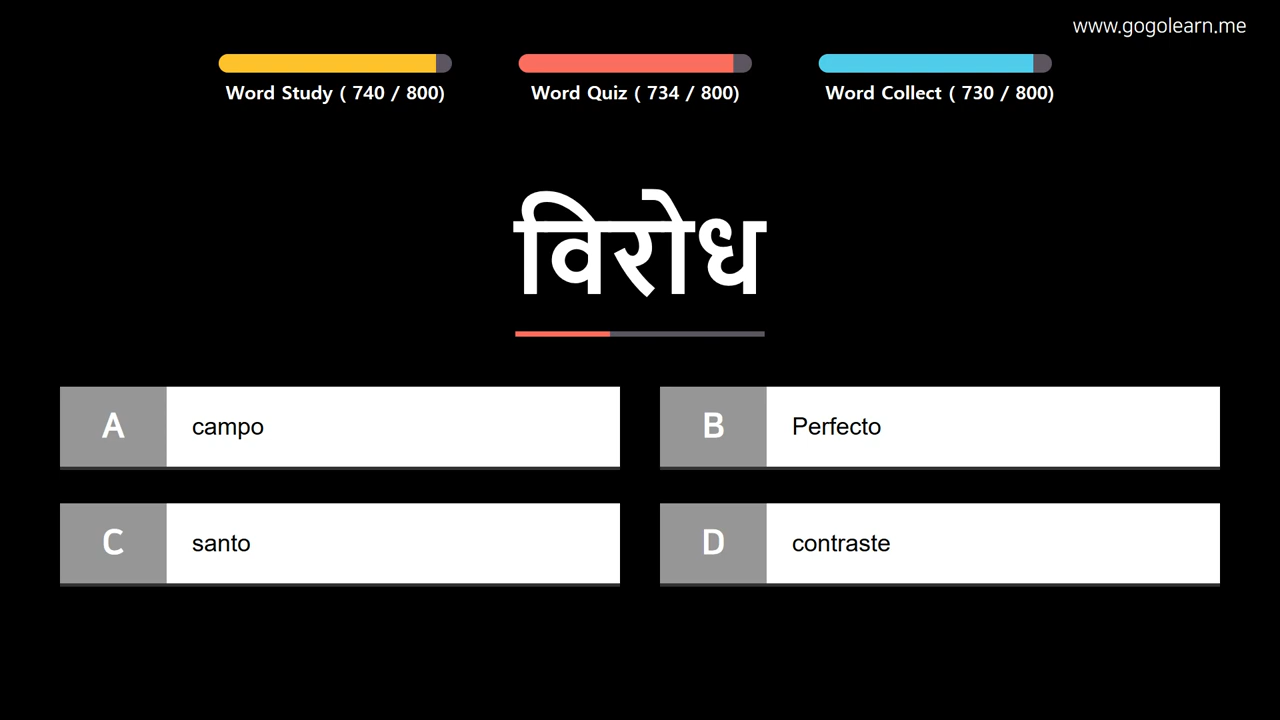 www.gogolearn.me
Word Study ( 740 / 800)
Word Quiz ( 734 / 800)
Word Collect ( 730 / 800)
विरोध
A
campo
B
Perfecto
C
santo
D
contraste